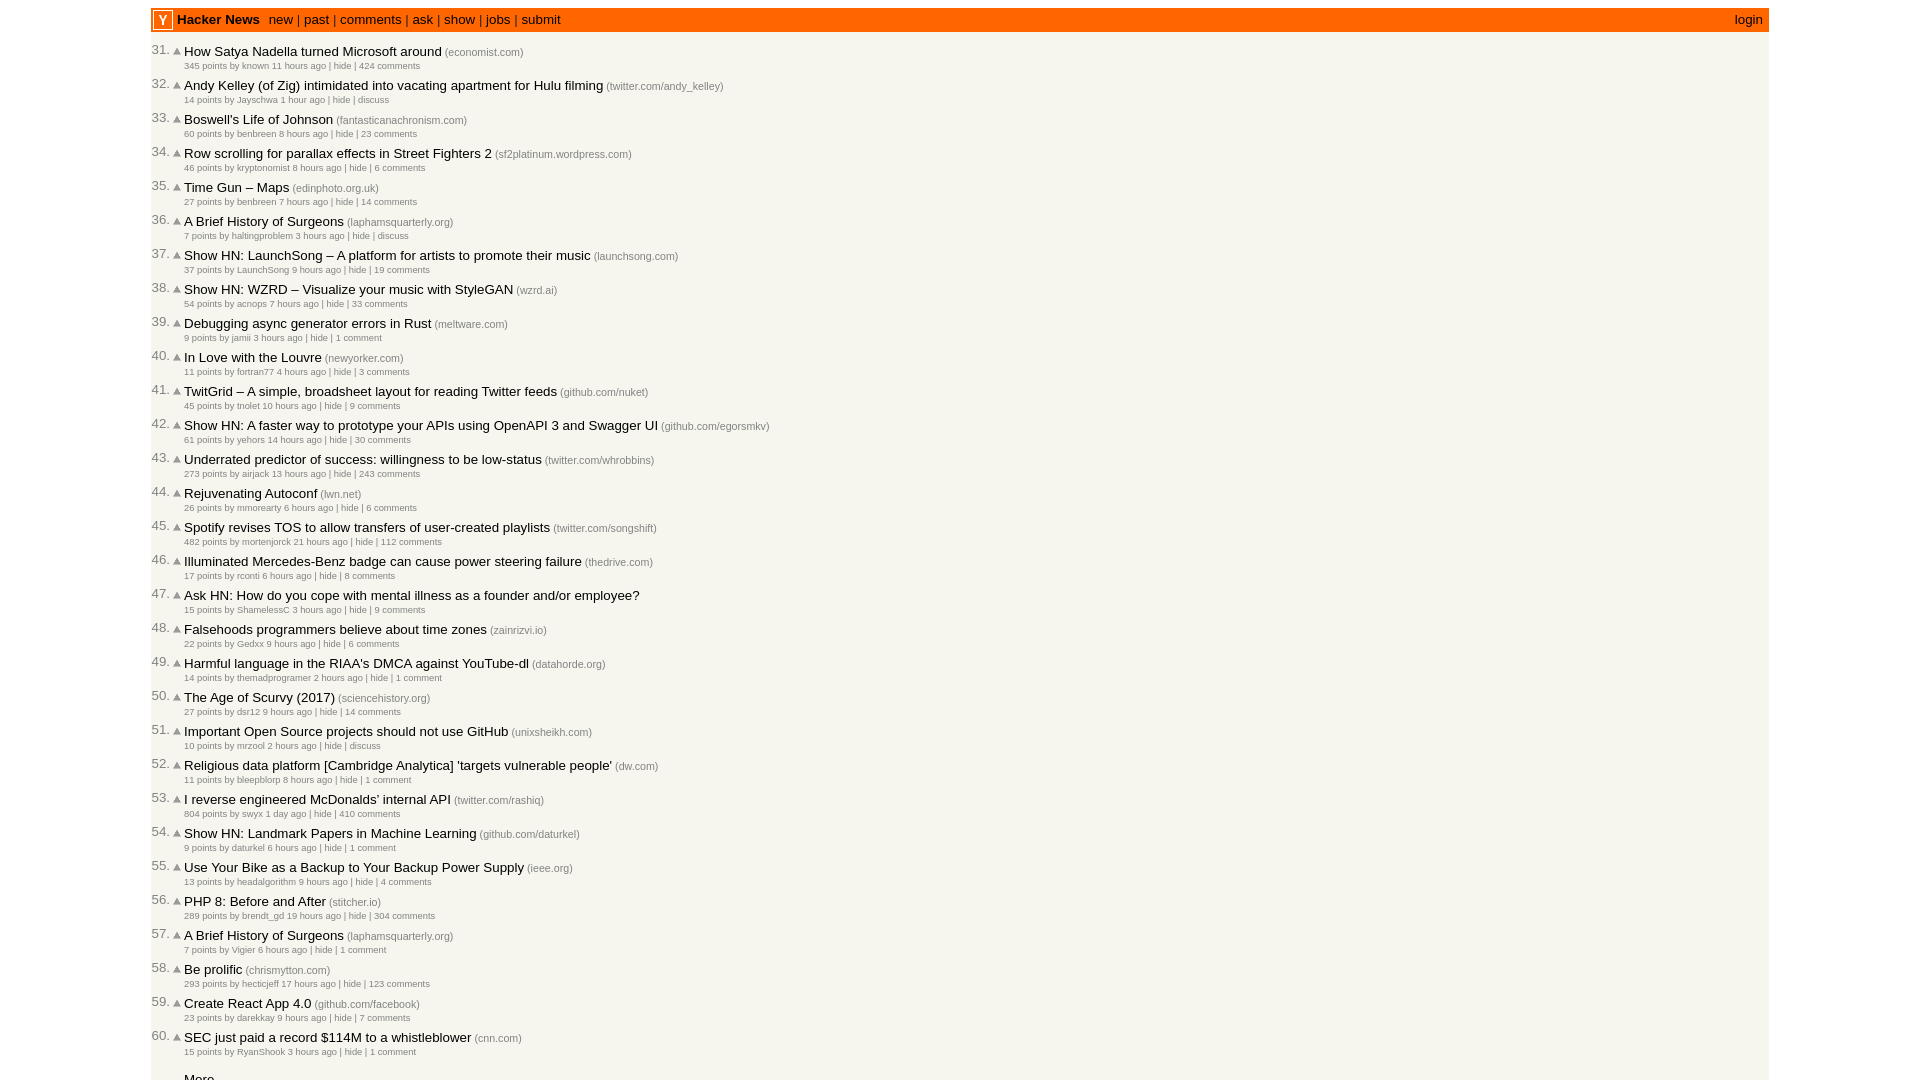 Y Hacker News new | past | comments | ask | show | jobs | submit login
31. How Satya Nadella turned Microsoft around (economist.com)
345 points by known 11 hours ago | hide | 424 comments
32. Andy Kelley (of Zig) intimidated into vacating apartment for Hulu filming (twitter.com/andy_kelley)
14 points by Jayschwa 1 hour ago | hide | discuss
33. Boswell's Life of Johnson (fantasticanachronism.com)
60 points by benbreen 8 hours ago | hide | 23 comments
34. Row scrolling for parallax effects in Street Fighters 2 (sf2platinum.wordpress.com)
46 points by kryptonomist 8 hours ago | hide | 6 comments
35. Time Gun – Maps (edinphoto.org.uk)
27 points by benbreen 7 hours ago | hide | 14 comments
36. A Brief History of Surgeons (laphamsquarterly.org)
7 points by haltingproblem 3 hours ago | hide | discuss
37. Show HN: LaunchSong – A platform for artists to promote their music (launchsong.com)
37 points by LaunchSong 9 hours ago | hide | 19 comments
38. Show HN: WZRD – Visualize your music with StyleGAN (wzrd.ai)
54 points by acnops 7 hours ago | hide | 33 comments
39. Debugging async generator errors in Rust (meltware.com)
9 points by jamii 3 hours ago | hide | 1 comment
40. In Love with the Louvre (newyorker.com)
11 points by fortran77 4 hours ago | hide | 3 comments
41. TwitGrid – A simple, broadsheet layout for reading Twitter feeds (github.com/nuket)
45 points by tnolet 10 hours ago | hide | 9 comments
42. Show HN: A faster way to prototype your APIs using OpenAPI 3 and Swagger UI (github.com/egorsmkv)
61 points by yehors 14 hours ago | hide | 30 comments
43. Underrated predictor of success: willingness to be low-status (twitter.com/whrobbins)
273 points by airjack 13 hours ago | hide | 243 comments
44. Rejuvenating Autoconf (lwn.net)
26 points by mmorearty 6 hours ago | hide | 6 comments
45. Spotify revises TOS to allow transfers of user-created playlists (twitter.com/songshift)
482 points by mortenjorck 21 hours ago | hide | 112 comments
46. Illuminated Mercedes-Benz badge can cause power steering failure (thedrive.com)
17 points by rconti 6 hours ago | hide | 8 comments
47. Ask HN: How do you cope with mental illness as a founder and/or employee?
15 points by ShamelessC 3 hours ago | hide | 9 comments
48. Falsehoods programmers believe about time zones (zainrizvi.io)
22 points by Gedxx 9 hours ago | hide | 6 comments
49. Harmful language in the RIAA's DMCA against YouTube-dl (datahorde.org)
14 points by themadprogramer 2 hours ago | hide | 1 comment
50. The Age of Scurvy (2017) (sciencehistory.org)
27 points by dsr12 9 hours ago | hide | 14 comments
51. Important Open Source projects should not use GitHub (unixsheikh.com)
10 points by mrzool 2 hours ago | hide | discuss
52. Religious data platform [Cambridge Analytica] 'targets vulnerable people' (dw.com)
11 points by bleepblorp 8 hours ago | hide | 1 comment
53. I reverse engineered McDonalds' internal API (twitter.com/rashiq)
804 points by swyx 1 day ago | hide | 410 comments
54. Show HN: Landmark Papers in Machine Learning (github.com/daturkel)
9 points by daturkel 6 hours ago | hide | 1 comment
55. Use Your Bike as a Backup to Your Backup Power Supply (ieee.org)
13 points by headalgorithm 9 hours ago | hide | 4 comments
56. PHP 8: Before and After (stitcher.io)
289 points by brendt_gd 19 hours ago | hide | 304 comments
57. A Brief History of Surgeons (laphamsquarterly.org)
7 points by Vigier 6 hours ago | hide | 1 comment
58. Be prolific (chrismytton.com)
293 points by hecticjeff 17 hours ago | hide | 123 comments
59. Create React App 4.0 (github.com/facebook)
23 points by darekkay 9 hours ago | hide | 7 comments
60. SEC just paid a record $114M to a whistleblower (cnn.com)
15 points by RyanShook 3 hours ago | hide | 1 comment
More